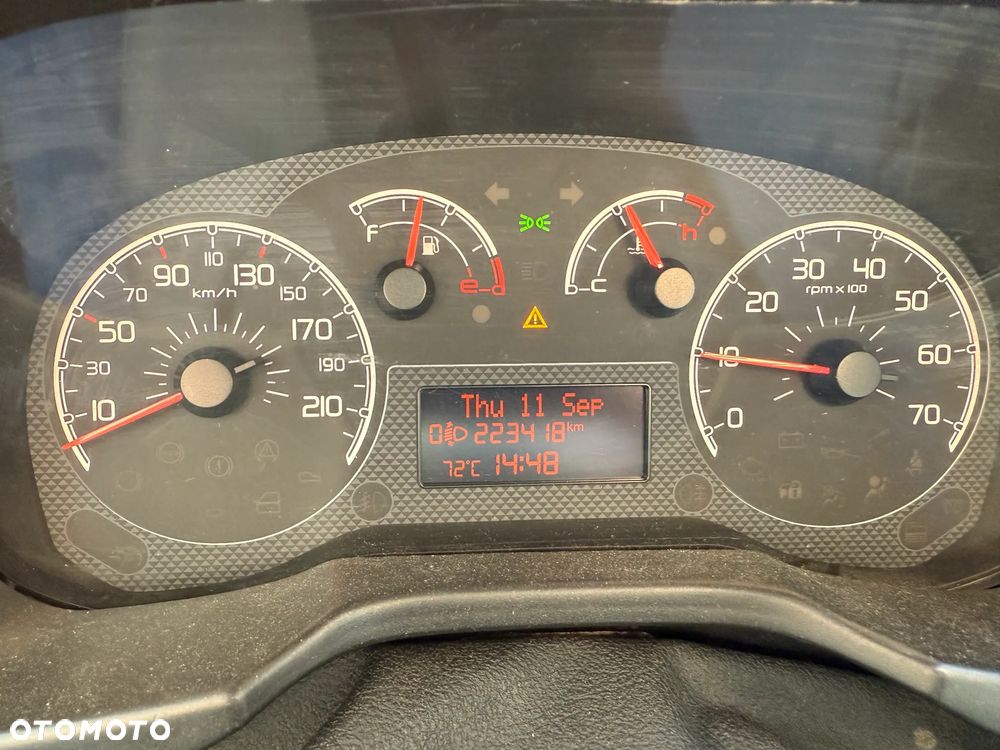 90 110 130
70 km/h 150
50 170
30 190
10 210
f e
c h
30 40
rpm x 100
20 50
10 60
0 70
Thu 11 Sep
0 223418 km
72°C 14:48
OTOMOTO